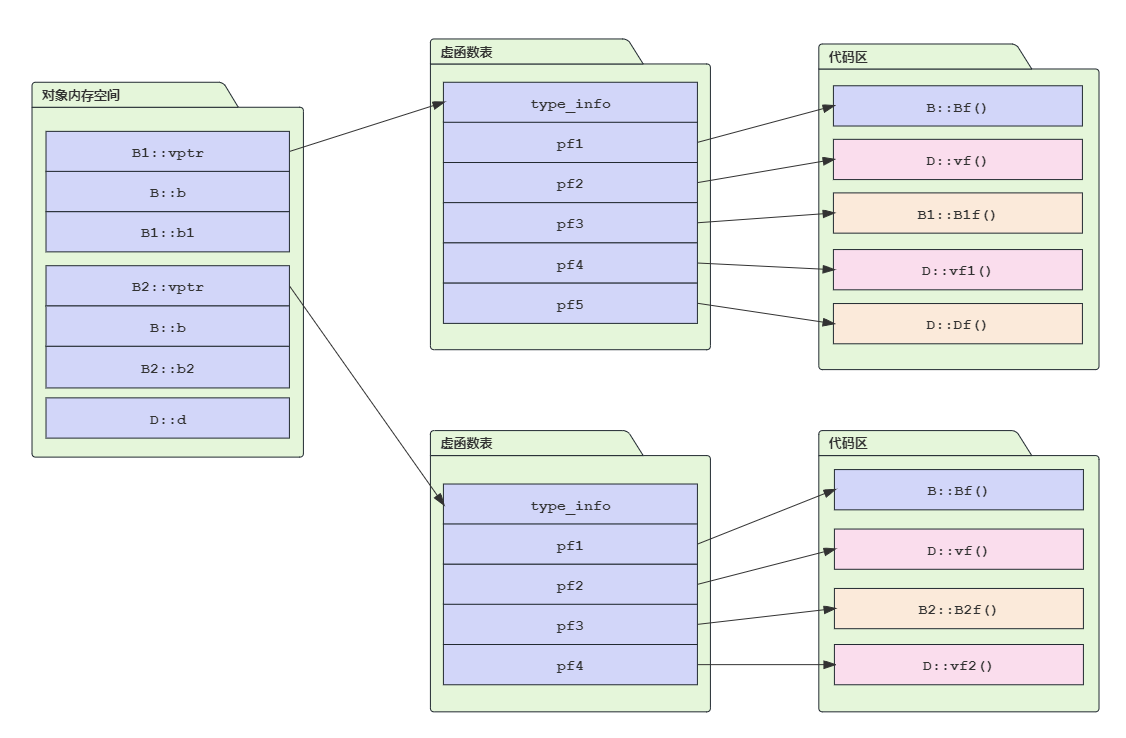 对象内存空间
B1::vptr
B::b
B1::b1
B2::vptr
B::b
B2::b2
D::d
虚函数表
type_info
pf1
pf2
pf3
pf4
pf5
代码区
B::Bf()
D::vf()
B1::B1f()
D::vf1()
D::Df()
虚函数表
type_info
pf1
pf2
pf3
pf4
代码区
B::Bf()
D::vf()
B2::B2f()
D::vf2()